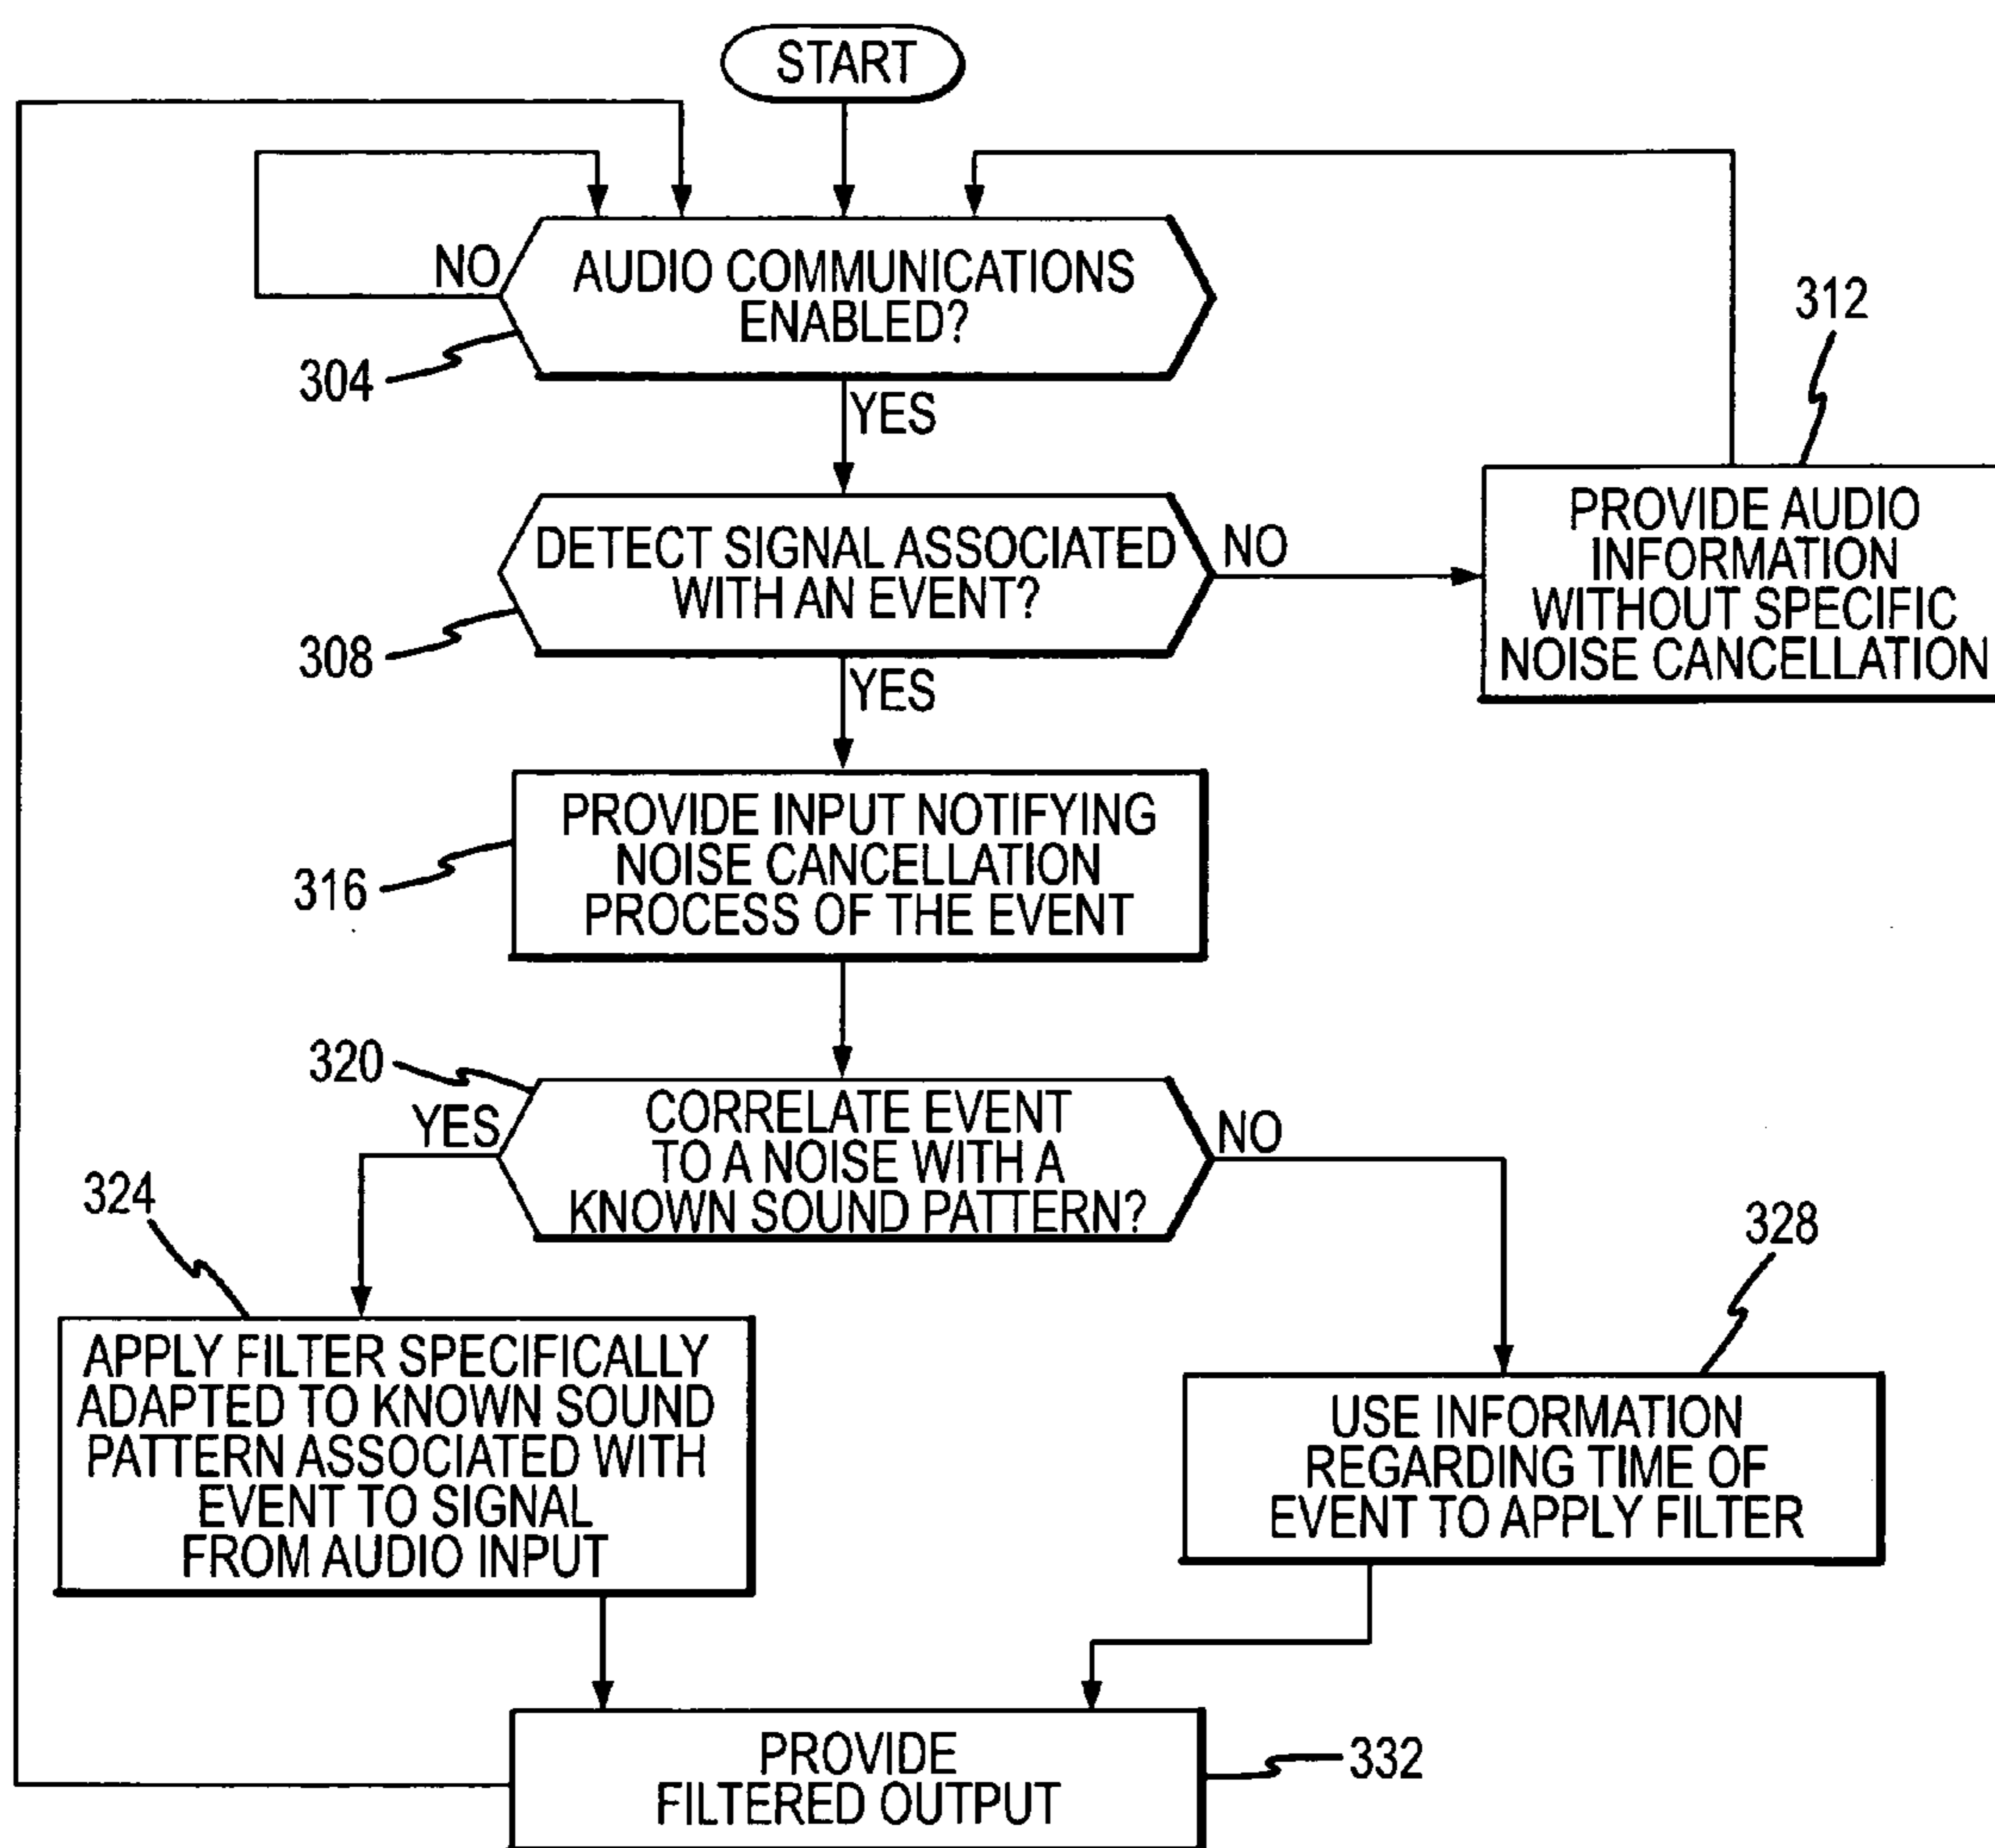 START
NO
AUDIO COMMUNICATIONS
ENABLED?
304
YES
312
DETECT SIGNAL ASSOCIATED
WITH AN EVENT?
NO
308
YES
PROVIDE AUDIO
INFORMATION
WITHOUT SPECIFIC
NOISE CANCELLATION
PROVIDE INPUT NOTIFYING
NOISE CANCELLATION
PROCESS OF THE EVENT
316
320
YES
CORRELATE EVENT
TO A NOISE WITH A
KNOWN SOUND PATTERN?
NO
324
328
APPLY FILTER SPECIFICALLY
ADAPTED TO KNOWN SOUND
PATTERN ASSOCIATED WITH
EVENT TO SIGNAL
FROM AUDIO INPUT
USE INFORMATION
REGARDING TIME OF
EVENT TO APPLY FILTER
PROVIDE
FILTERED OUTPUT
332